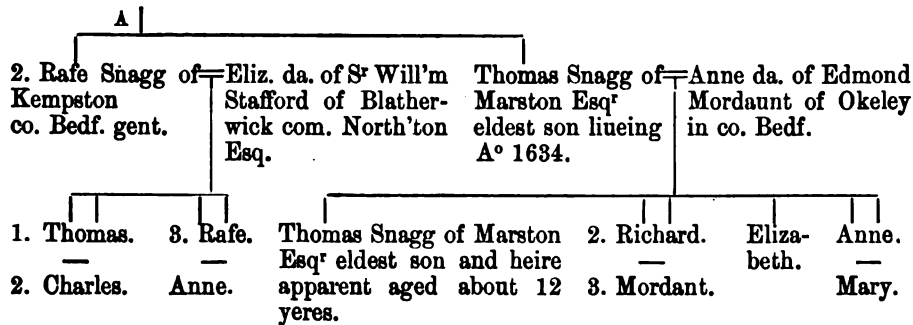 A
2. Rafe Snagg of
Kempston
co. Bedf. gent.
Eliz. da. of Sʳ Will'm
Stafford of Blather-
wick com. North'ton
Esq.
Thomas Snagg of
Marston Esqʳ
eldest son liueing
Aº 1634.
Anne da. of Edmond
Mordaunt of Okeley
in co. Bedf.
1. Thomas.
—
2. Charles.
3. Rafe.
—
Anne.
Thomas Snagg of Marston
Esqʳ eldest son and heire
apparent aged about 12
yeres.
2. Richard.
—
3. Mordant.
Eliza-
beth.
Anne.
—
Mary.